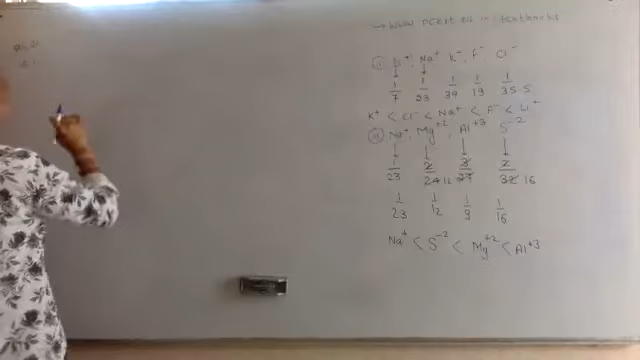 (i) Li⁺, Na⁺ K⁺, F⁻ Cl⁻
1/7 1/23 1/39 1/19 1/35.5
K⁺ < Cl⁻ < Na⁺ < F⁻ < Li⁺
(ii) Na⁺, Mg⁺², Al⁺³ S⁻²
1/23 2/24 12 3/27 2/32 16
1/23 1/12 1/9 1/16
Na⁺ < S⁻² < Mg⁺² < Al⁺³